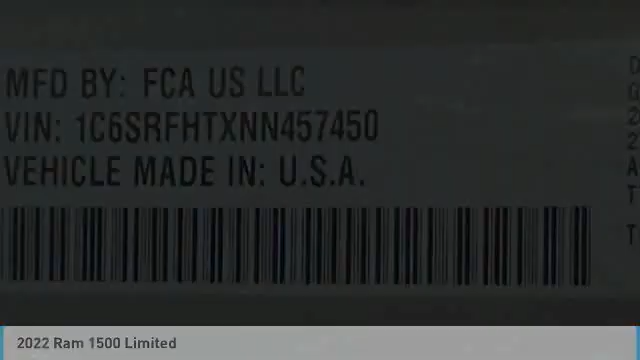 MFD BY: FCA US LLC
VIN: 1C6SRFHTXNN457450
VEHICLE MADE IN: U.S.A.
2022 Ram 1500 Limited